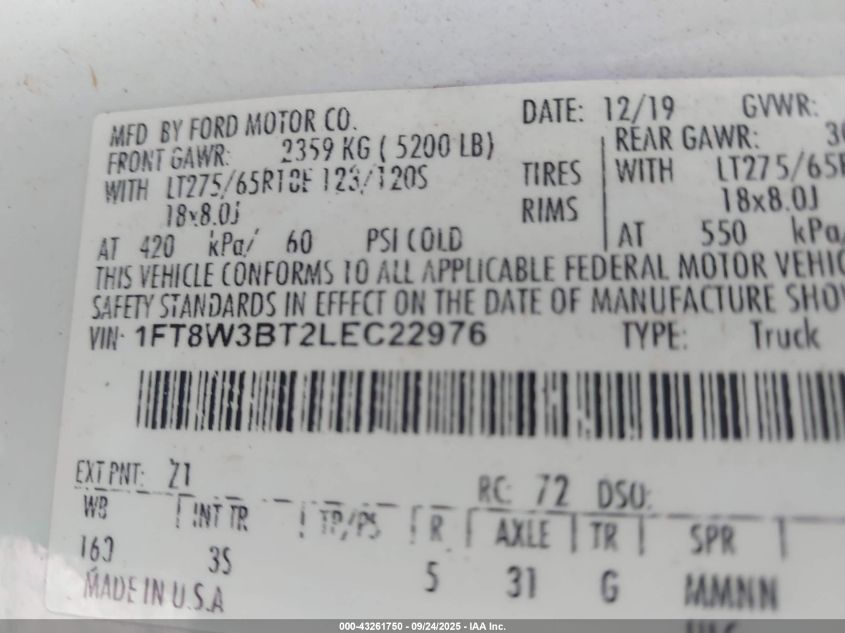 MFD BY FORD MOTOR CO. DATE: 12/19 GVWR:
FRONT GAWR: 2359 KG ( 5200 LB) REAR GAWR:
WITH LT275/65R18E 123/120S TIRES WITH LT275/65R
18x8.0J RIMS 18x8.0J
AT 420 kPa/ 60 PSI COLD AT 550 kPa/
THIS VEHICLE CONFORMS TO ALL APPLICABLE FEDERAL MOTOR VEHIC
SAFETY STANDARDS IN EFFECT ON THE DATE OF MANUFACTURE SHO
VIN: 1FT8W3BT2LEC22976 TYPE: Truck
EXT PNT: Z1 RC: 72 DSO:
WB INT TR TP/PS R AXLE TR SPR
160 3S 5 31 G MMNN
MADE IN U.S.A
000-43261750 - 09/24/2025 - IAA Inc.